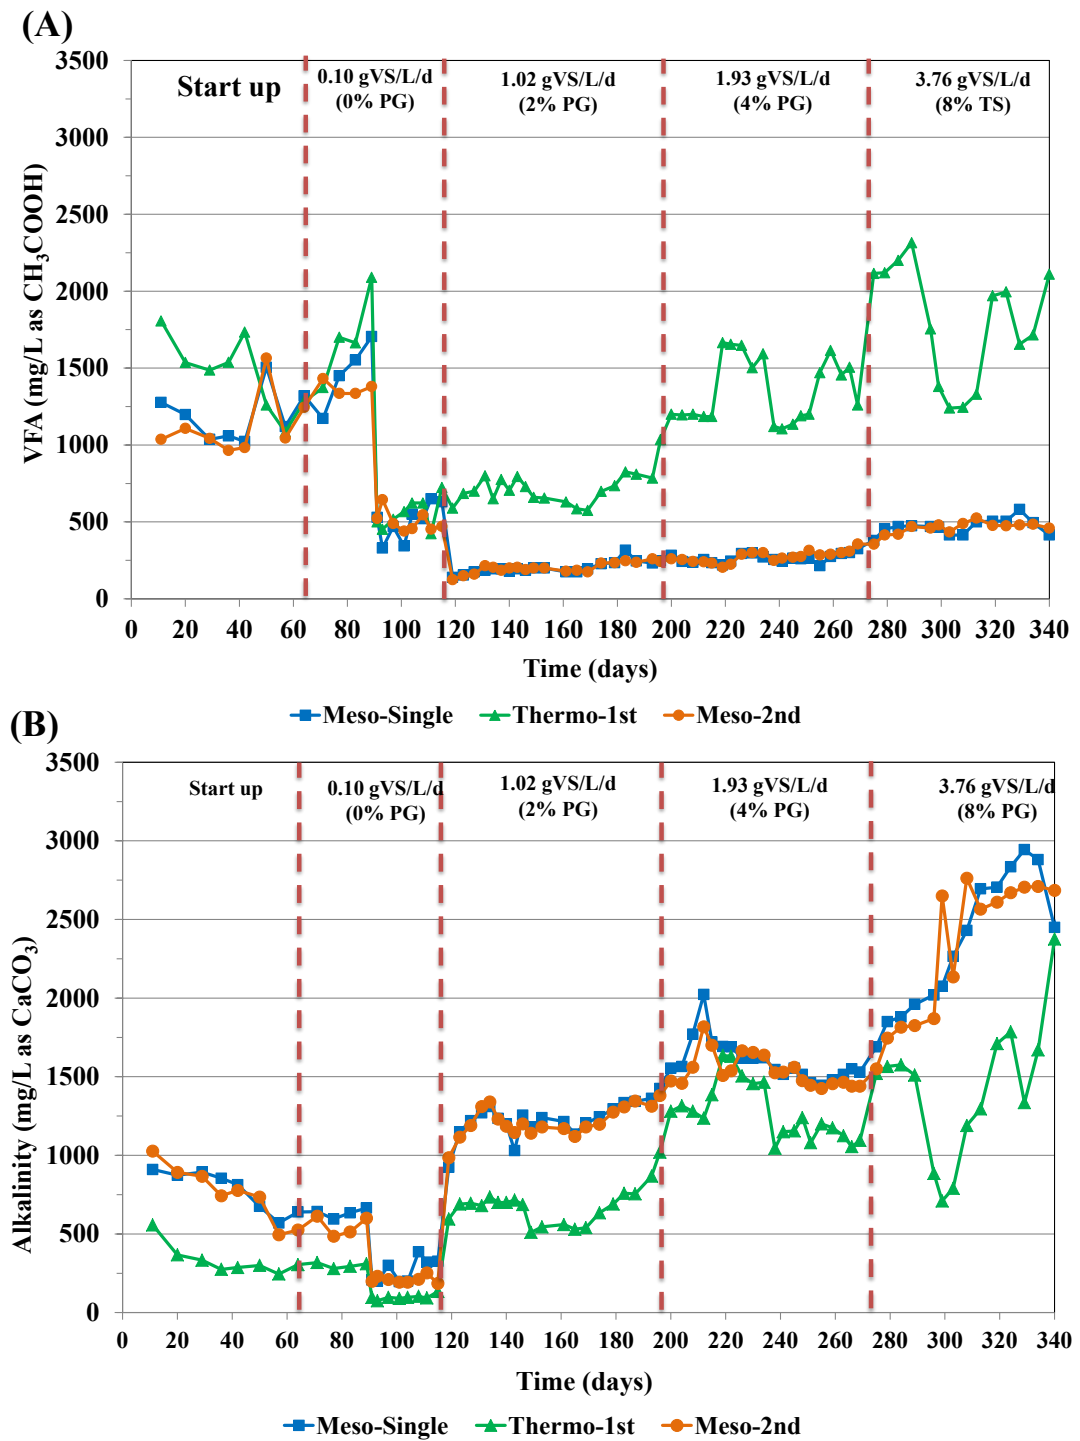 (A)
3500
3000
2500
2000
1500
1000
500
0
VFA (mg/L as CH₃COOH)
Start up
0.10 gVS/L/d
(0% PG)
1.02 gVS/L/d
(2% PG)
1.93 gVS/L/d
(4% PG)
3.76 gVS/L/d
(8% TS)
0 20 40 60 80 100 120 140 160 180 200 220 240 260 280 300 320 340
Time (days)
Meso-Single Thermo-1st Meso-2nd
(B)
3500
3000
2500
2000
1500
1000
500
0
Alkalinity (mg/L as CaCO₃)
Start up
0.10 gVS/L/d
(0% PG)
1.02 gVS/L/d
(2% PG)
1.93 gVS/L/d
(4% PG)
3.76 gVS/L/d
(8% PG)
0 20 40 60 80 100 120 140 160 180 200 220 240 260 280 300 320 340
Time (days)
Meso-Single Thermo-1st Meso-2nd